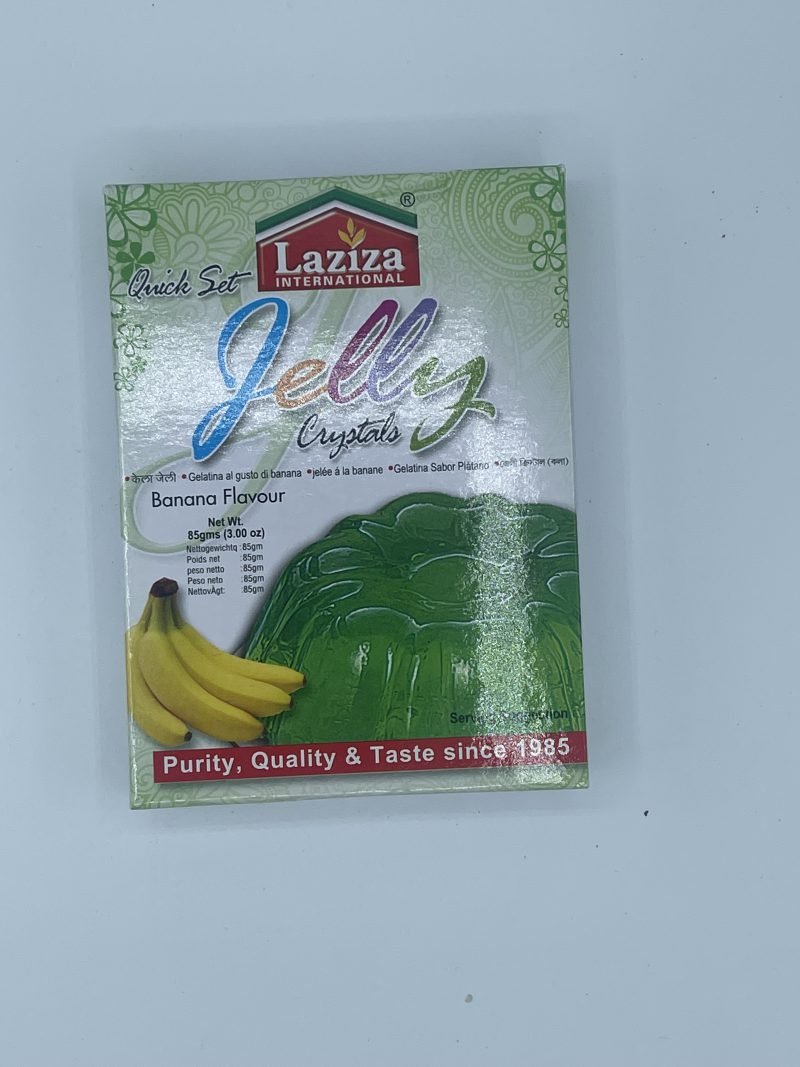 ®
Laziza
INTERNATIONAL
Quick Set
Jelly
Crystals
• केला जेली • Gelatina al gusto di banana • jelée á la banane • Gelatina Sabor Plátano •
Banana Flavour
Net Wt.
85gms (3.00 oz)
Nettogewichtq :85gm
Poids net :85gm
peso netto :85gm
Peso neto :85gm
NettovÅgt: :85gm
Serving Suggestion
Purity, Quality & Taste since 1985